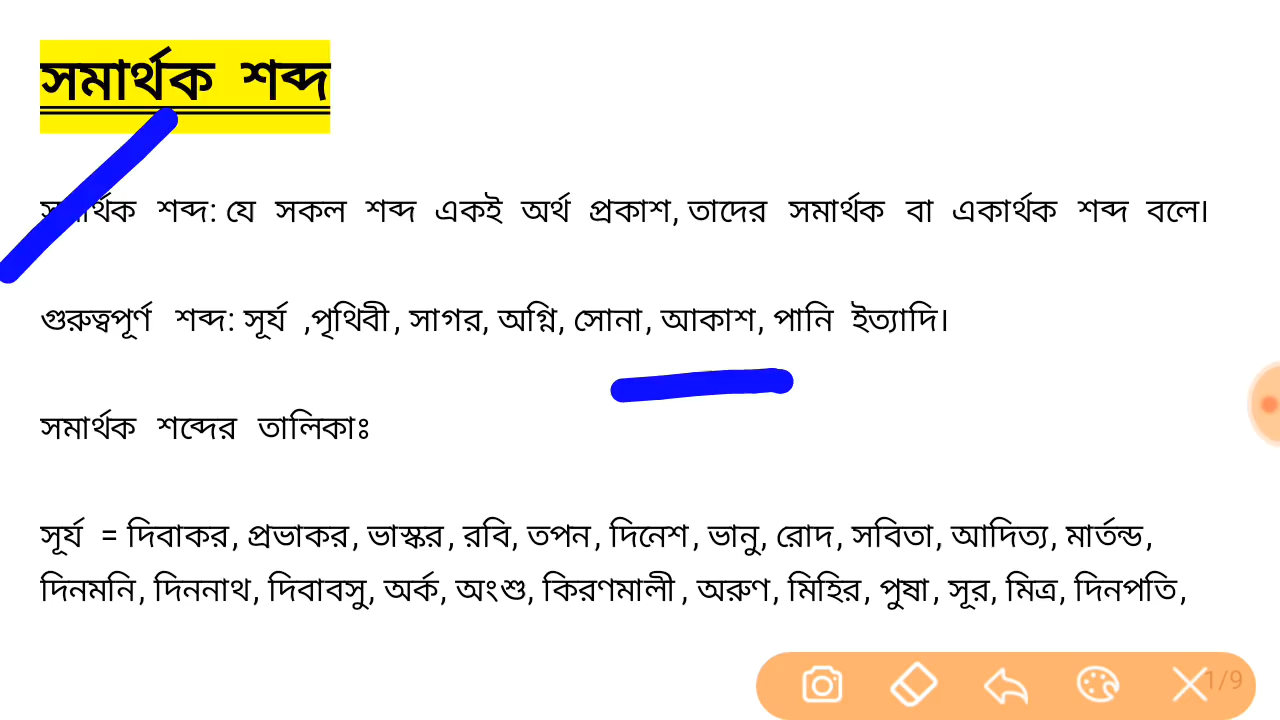 সমার্থক শব্দ
সমার্থক শব্দ: যে সকল শব্দ একই অর্থ প্রকাশ, তাদের সমার্থক বা একার্থক শব্দ বলে।
গুরুত্বপূর্ণ শব্দ: সূর্য ,পৃথিবী, সাগর, অগ্নি, সোনা, আকাশ, পানি ইত্যাদি।
সমার্থক শব্দের তালিকাঃ
সূর্য = দিবাকর, প্রভাকর, ভাস্কর, রবি, তপন, দিনেশ, ভানু, রোদ, সবিতা, আদিত্য, মার্তন্ড,
দিনমনি, দিননাথ, দিবাবসু, অর্ক, অংশু, কিরণমালী, অরুণ, মিহির, পুষা, সূর, মিত্র, দিনপতি,
1/9